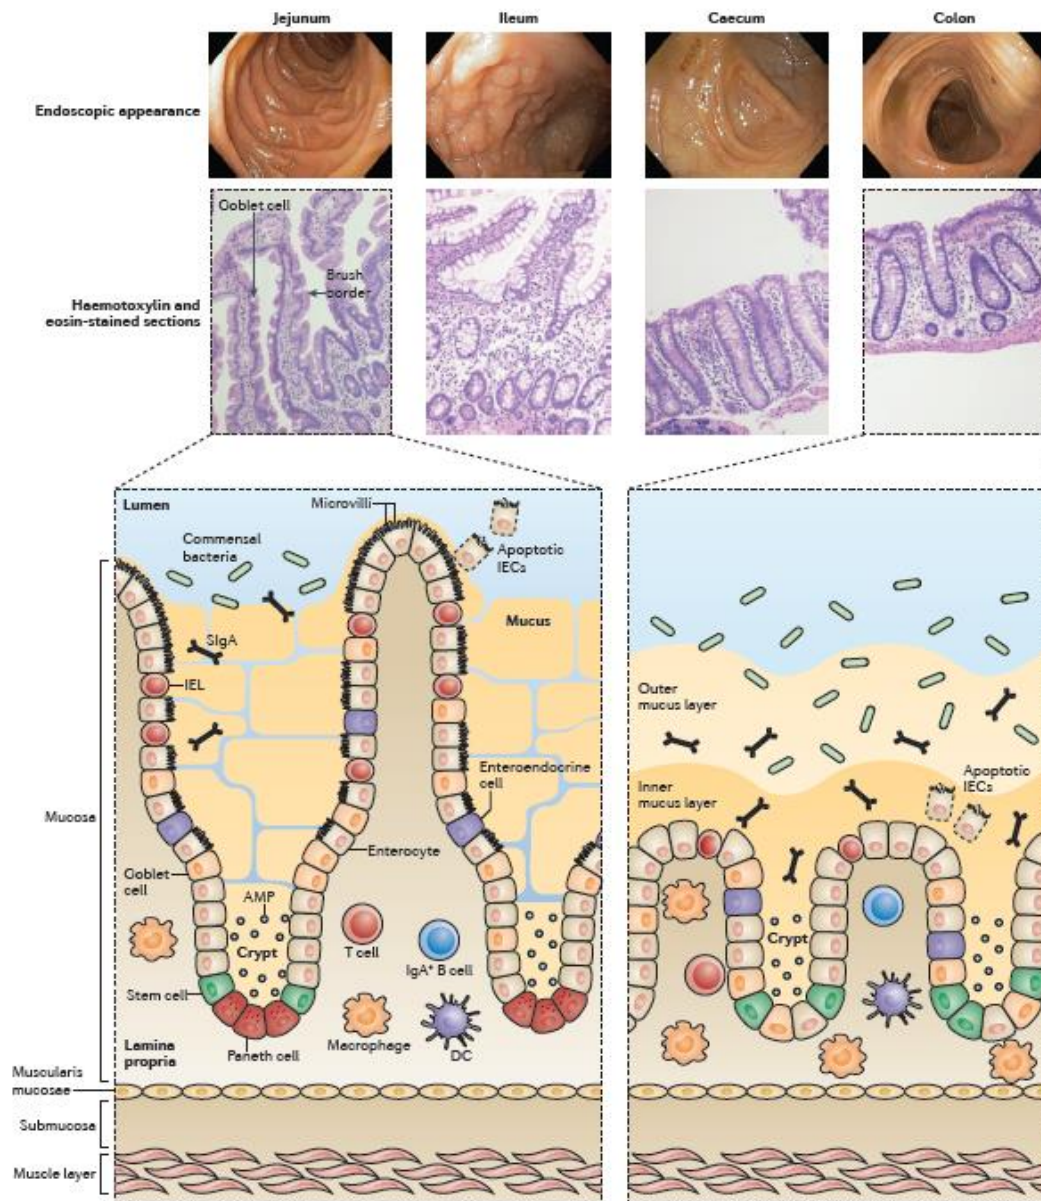 Jejunum
Ileum
Caecum
Colon
Endoscopic appearance
Goblet cell
Brush
border
Haemotoxylin and
eosin-stained sections
Lumen
Microvilli
Commensal
bacteria
Apoptotic
IECs
SIgA
Mucus
IEL
Outer
mucus layer
Enteroendocrine
cell
Inner
mucus layer
Apoptotic
IECs
Mucosa
Enterocyte
Goblet
cell
AMP
Crypt
T cell
IgA⁺ B cell
Crypt
Stem cell
Macrophage
DC
Lamina
propria
Paneth cell
Muscularis
mucosae
Submucosa
Muscle layer